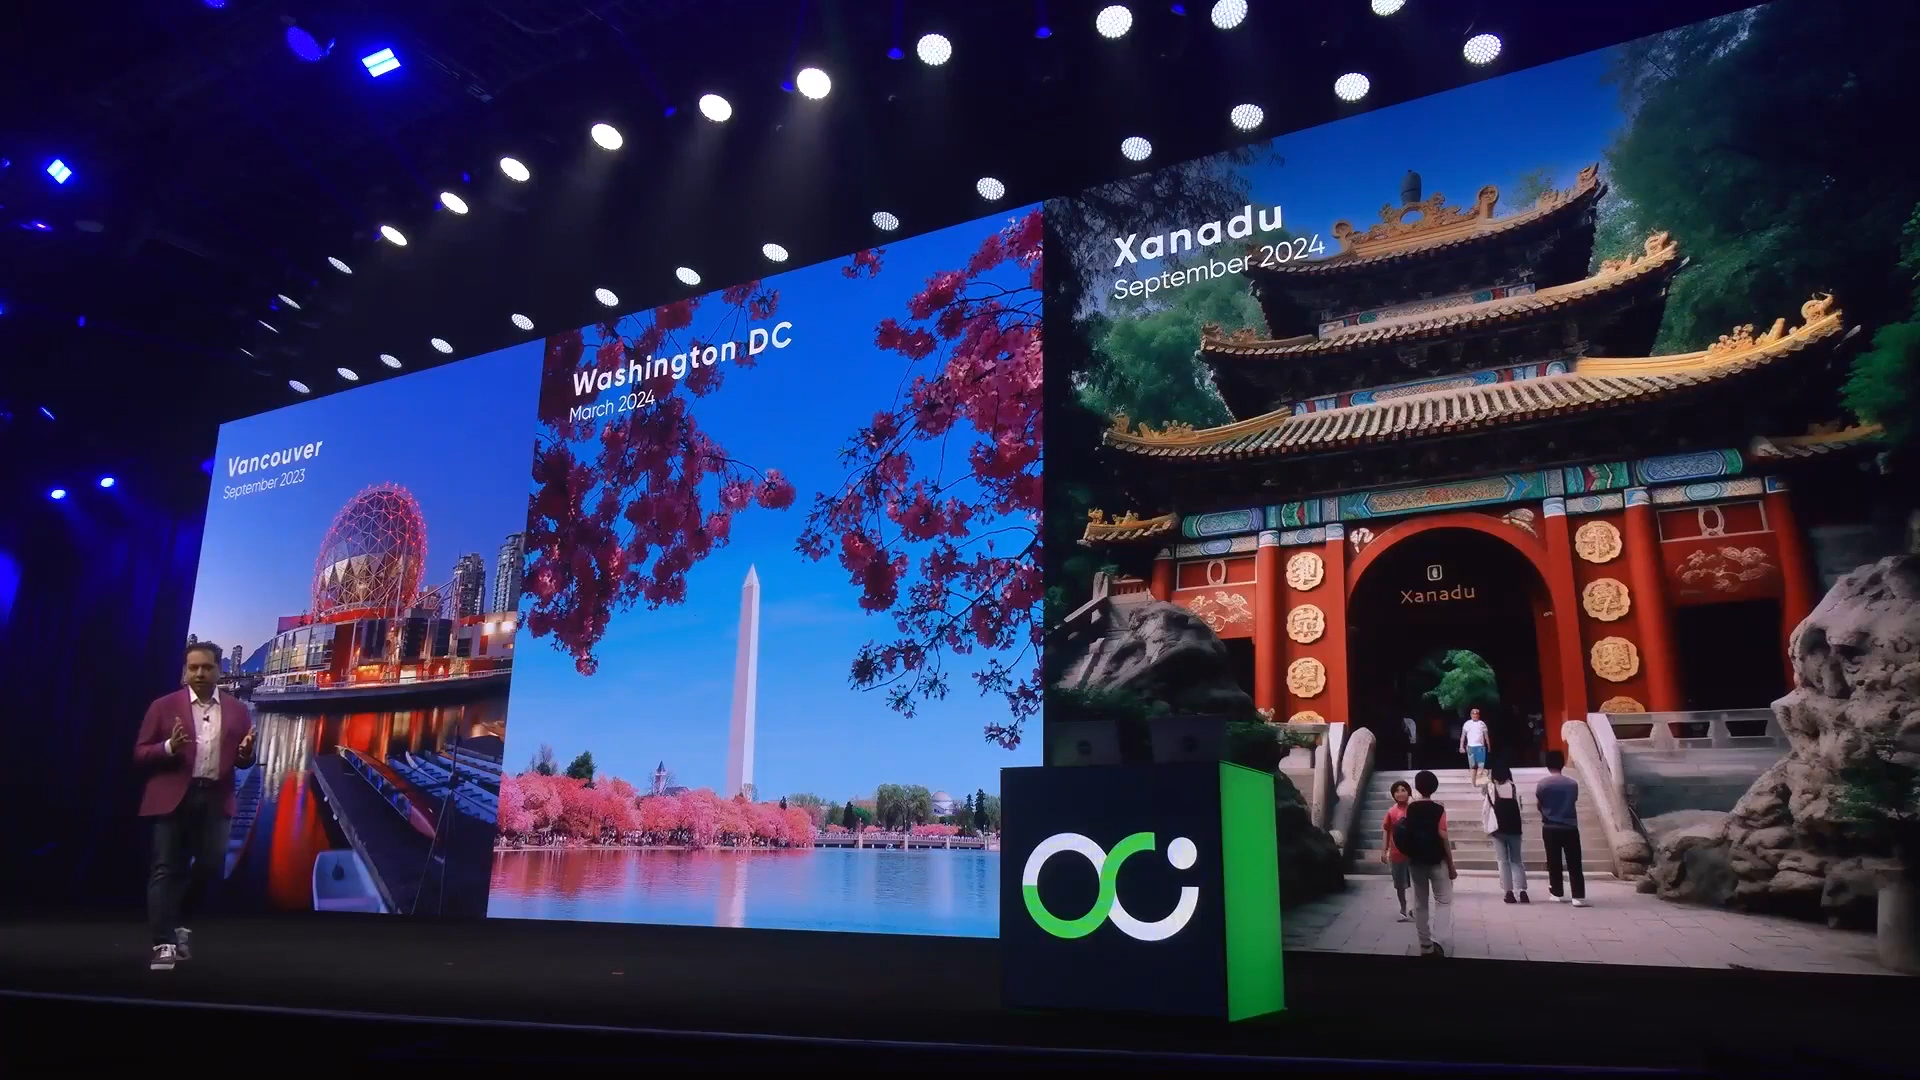 Vancouver
September 2023
Washington DC
March 2024
Xanadu
September 2024
Xanadu